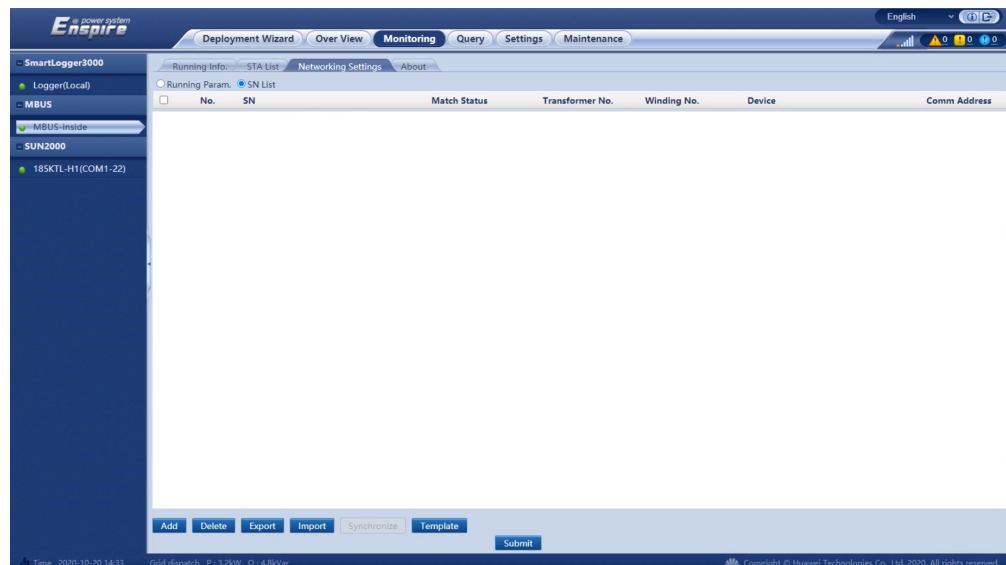 @ power system
Enspire
English
Deployment Wizard Over View Monitoring Query Settings Maintenance
0 0 0
SmartLogger3000
Running Info. STA List Networking Settings About
Logger(Local)
Running Param. SN List
No. SN Match Status Transformer No. Winding No. Device Comm Address
MBUS
MBUS-Inside
SUN2000
185KTL-H1(COM1-22)
Add Delete Export Import Synchronize Template
Submit
Time 2020-10-20 14:33 Grid dispatch P : 3.2kW Q : 4.8kVar Copyright © Huawei Technologies Co., Ltd. 2020. All rights reserved.